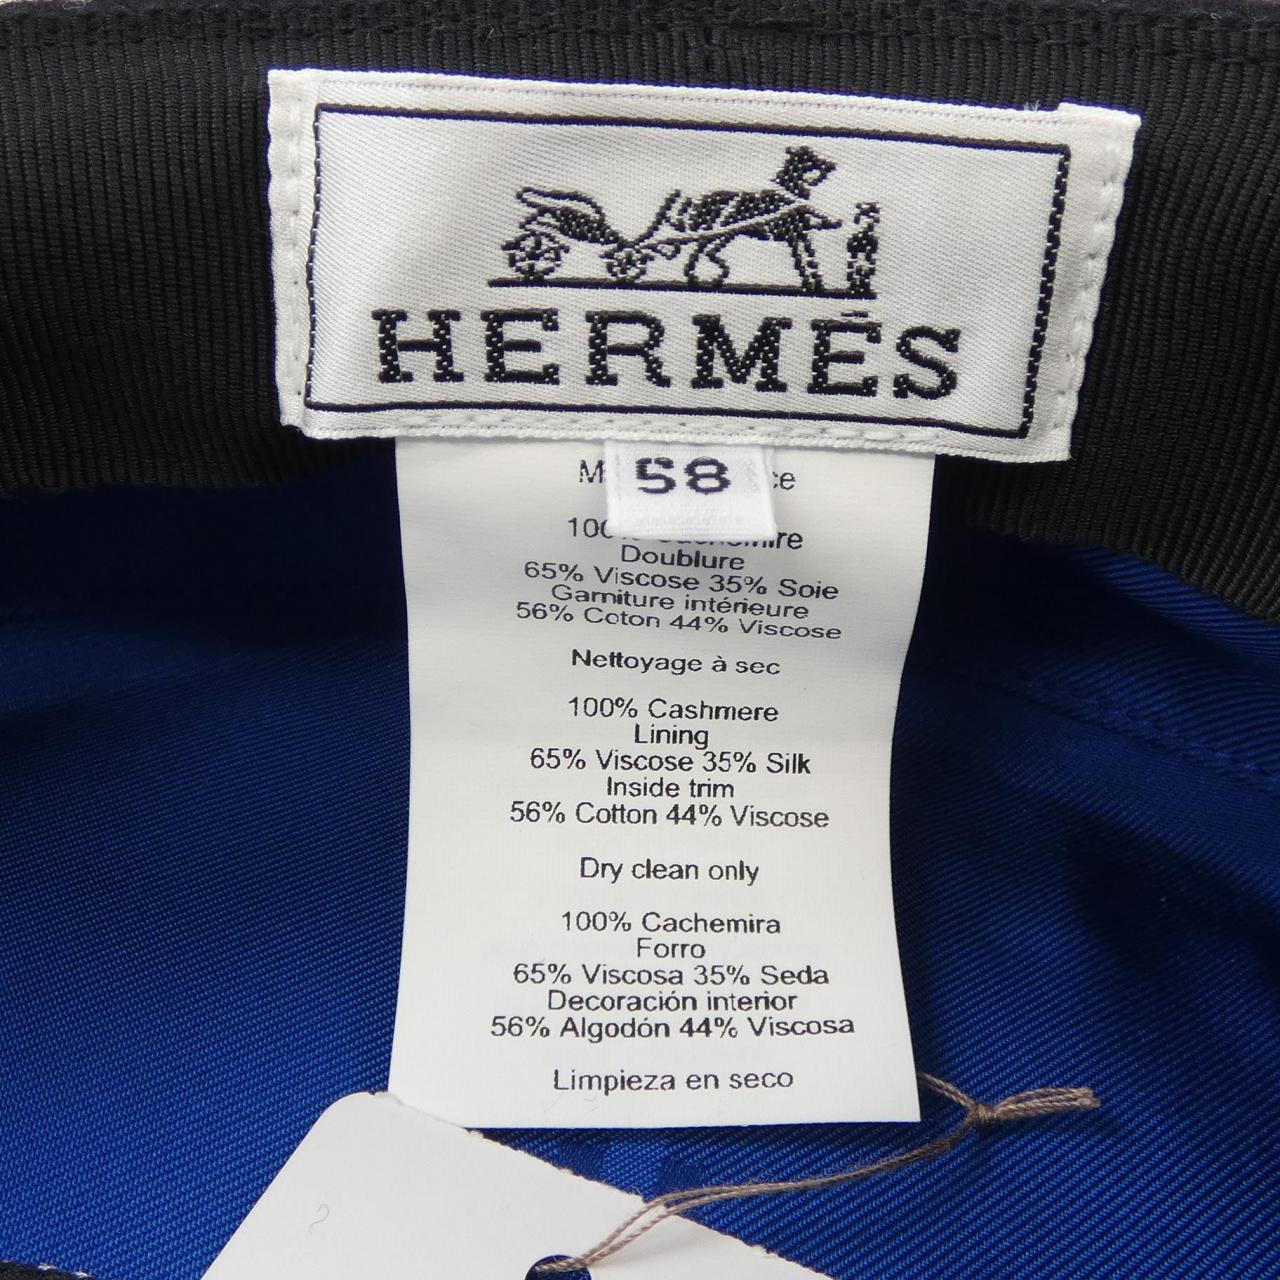 HERMES
58
100%
Doublure
65% Viscose 35% Soie
Garniture intérieure
56% Coton 44% Viscose
Nettoyage à sec
100% Cashmere
Lining
65% Viscose 35% Silk
Inside trim
56% Cotton 44% Viscose
Dry clean only
100% Cachemira
Forro
65% Viscosa 35% Seda
Decoración interior
56% Algodón 44% Viscosa
Limpieza en seco